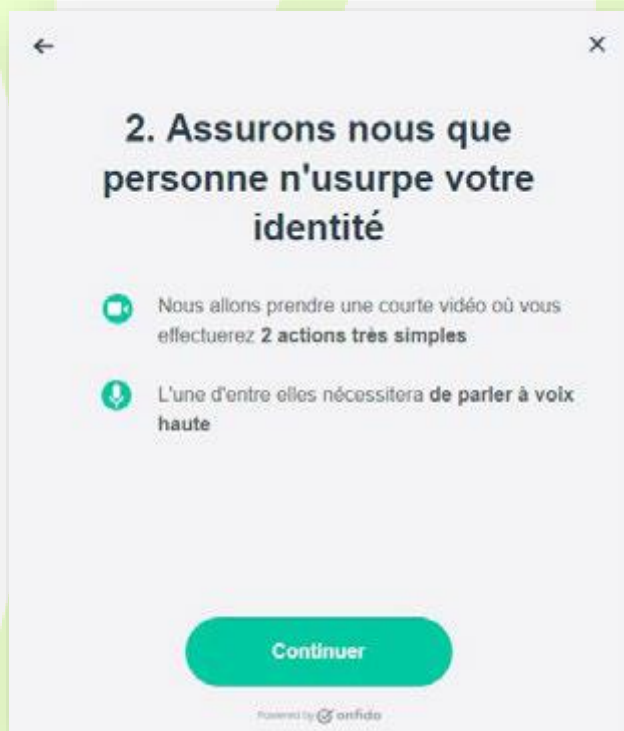 2. Assurons nous que
personne n'usurpe votre
identité
Nous allons prendre une courte vidéo où vous
effectuerez 2 actions très simples
L'une d'entre elles nécessitera de parler à voix
haute
Continuer
Powered by onfido